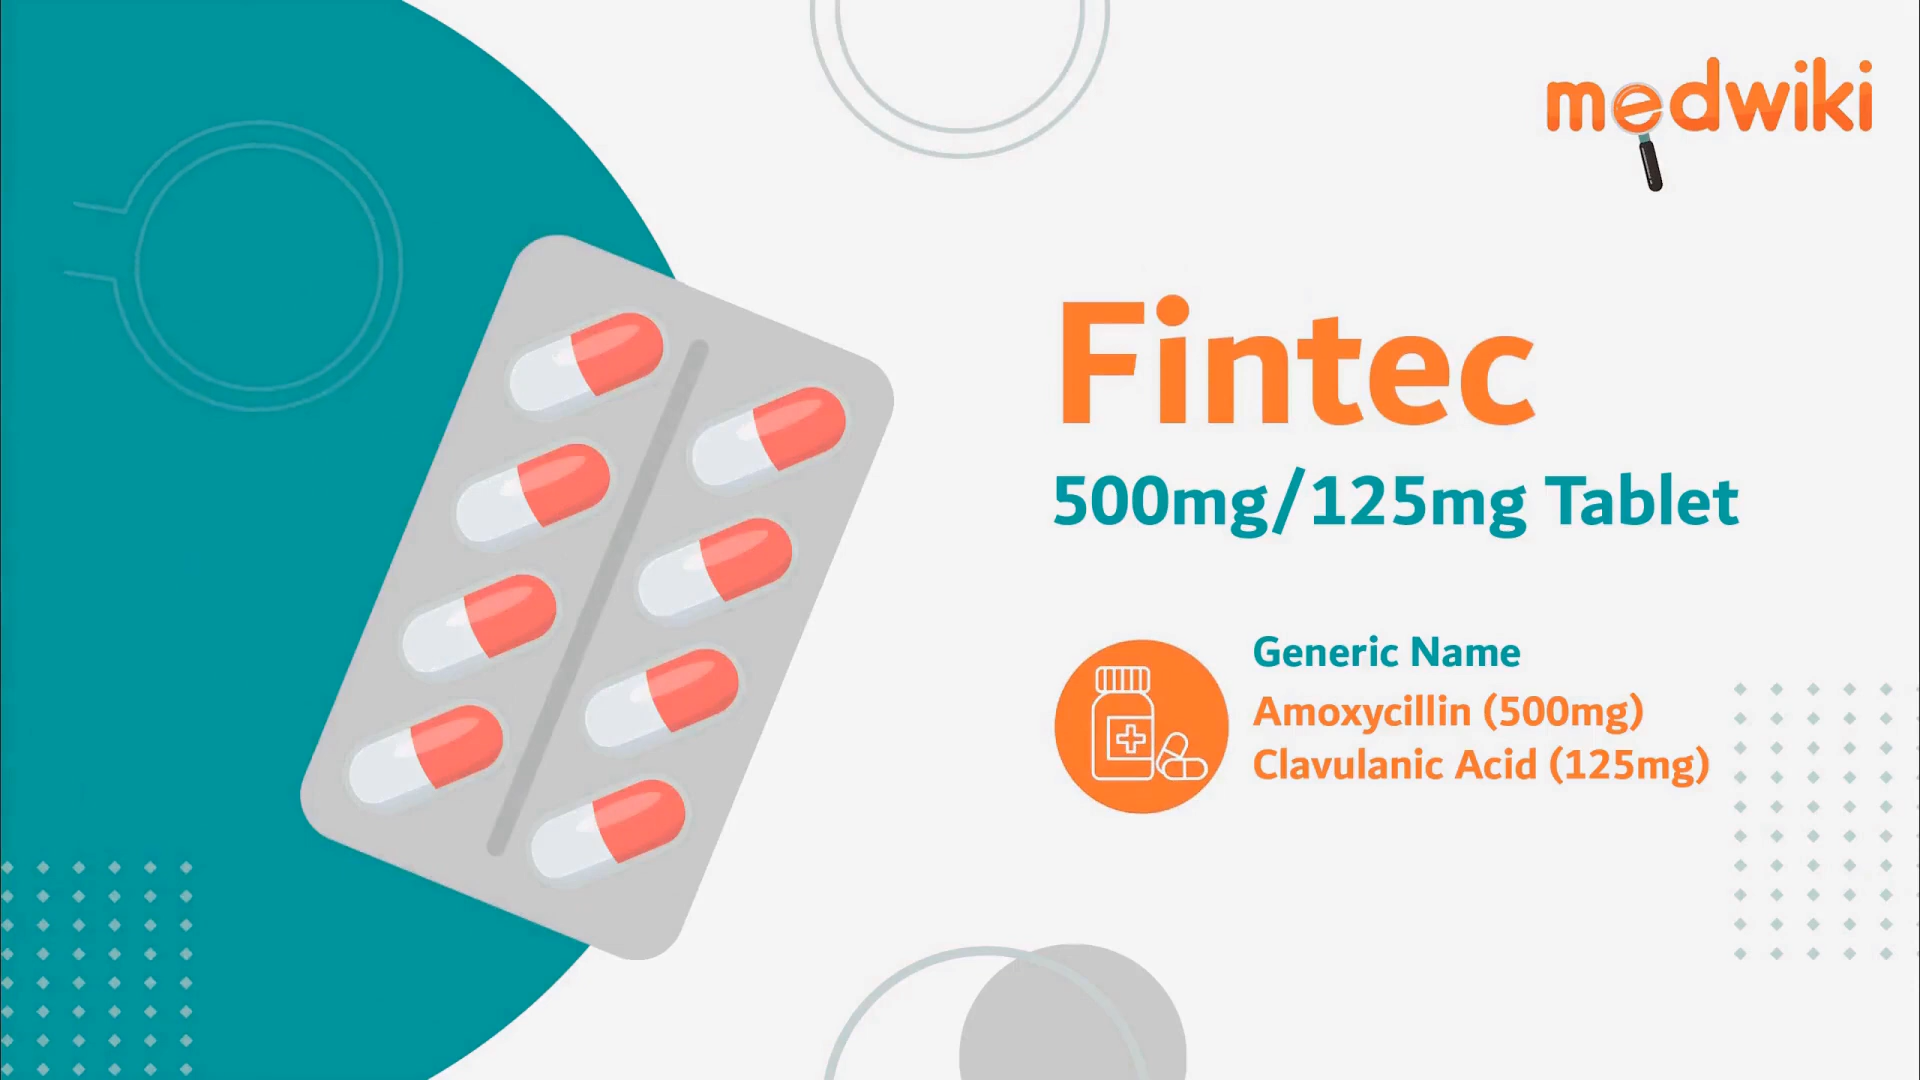 medwiki
Fintec
500mg/125mg Tablet
Generic Name
Amoxycillin (500mg)
Clavulanic Acid (125mg)